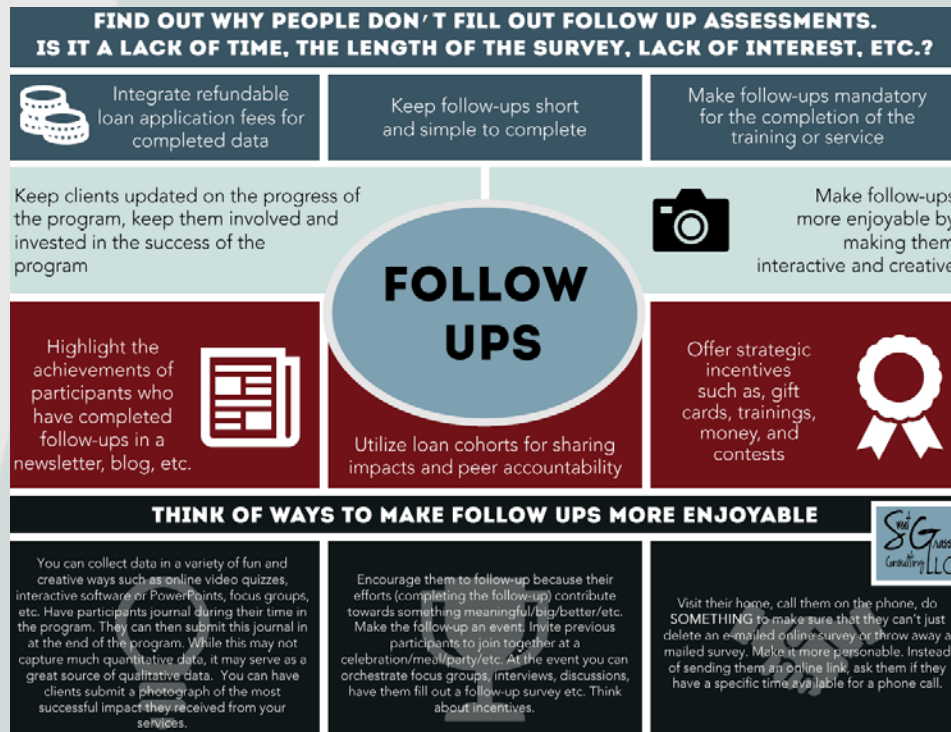 FIND OUT WHY PEOPLE DON'T FILL OUT FOLLOW UP ASSESSMENTS.
IS IT A LACK OF TIME, THE LENGTH OF THE SURVEY, LACK OF INTEREST, ETC.?
Integrate refundable
loan application fees for
completed data
Keep follow-ups short
and simple to complete
Make follow-ups mandatory
for the completion of the
training or service
Keep clients updated on the progress of
the program, keep them involved and
invested in the success of the
program
Make follow-ups
more enjoyable by
making them
interactive and creative
FOLLOW
UPS
Highlight the
achievements of
participants who
have completed
follow-ups in a
newsletter, blog, etc.
Utilize loan cohorts for sharing
impacts and peer accountability
Offer strategic
incentives
such as, gift
cards, trainings,
money, and
contests
THINK OF WAYS TO MAKE FOLLOW UPS MORE ENJOYABLE
Sweet
Grass
Consulting
LLC
You can collect data in a variety of fun and
creative ways such as online video quizzes,
interactive software or PowerPoints, focus groups,
etc. Have participants journal during their time in
the program. They can then submit this journal in
at the end of the program. While this may not
capture much quantitative data, it may serve as a
great source of qualitative data. You can have
clients submit a photograph of the most
successful impact they received from your
services.
Encourage them to follow-up because their
efforts (completing the follow-up) contribute
towards something meaningful/big/better/etc.
Make the follow-up an event. Invite previous
participants to join together at a
celebration/meal/party/etc. At the event you can
orchestrate focus groups, interviews, discussions,
have them fill out a follow-up survey etc. Think
about incentives.
Visit their home, call them on the phone, do
SOMETHING to make sure that they can't just
delete an e-mailed online survey or throw away a
mailed survey. Make it more personable. Instead
of sending them an online link, ask them if they
have a specific time available for a phone call.